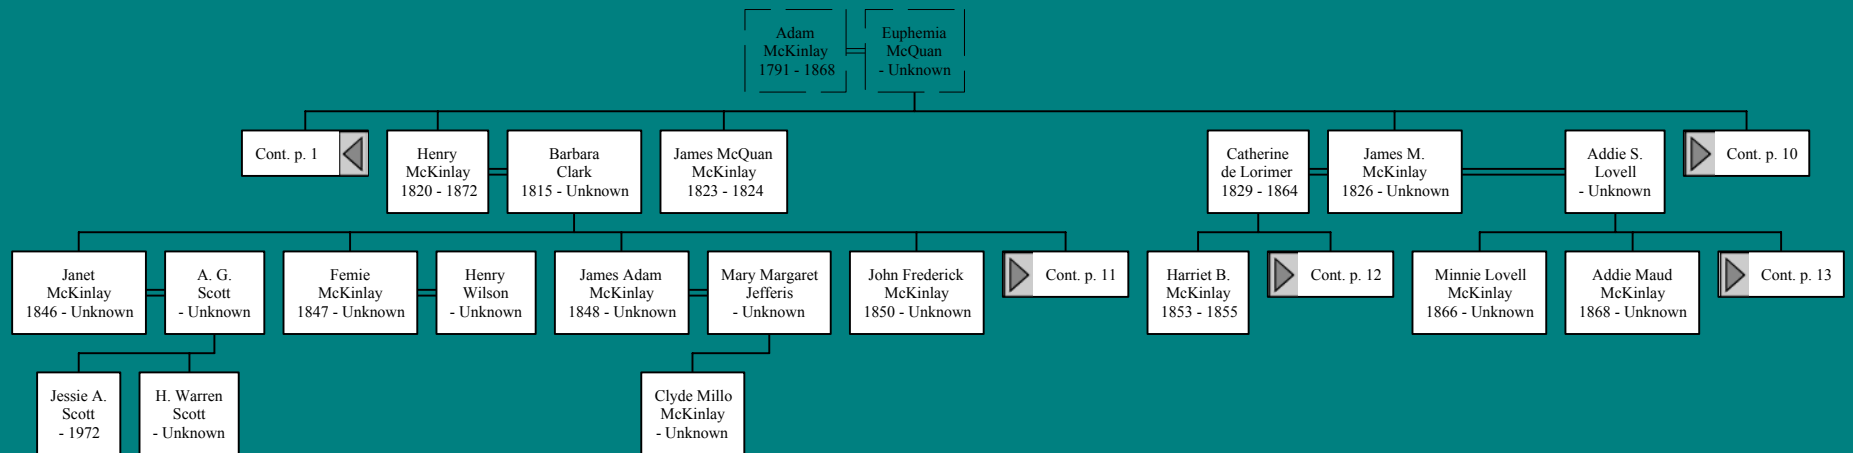 Adam
McKinlay
1791 - 1868
Euphemia
McQuan
- Unknown
Cont. p. 1
Henry
McKinlay
1820 - 1872
Barbara
Clark
1815 - Unknown
James McQuan
McKinlay
1823 - 1824
Catherine
de Lorimer
1829 - 1864
James M.
McKinlay
1826 - Unknown
Addie S.
Lovell
- Unknown
Cont. p. 10
Janet
McKinlay
1846 - Unknown
A. G.
Scott
- Unknown
Femie
McKinlay
1847 - Unknown
Henry
Wilson
- Unknown
James Adam
McKinlay
1848 - Unknown
Mary Margaret
Jefferis
- Unknown
John Frederick
McKinlay
1850 - Unknown
Cont. p. 11
Harriet B.
McKinlay
1853 - 1855
Cont. p. 12
Minnie Lovell
McKinlay
1866 - Unknown
Addie Maud
McKinlay
1868 - Unknown
Cont. p. 13
Jessie A.
Scott
- 1972
H. Warren
Scott
- Unknown
Clyde Millo
McKinlay
- Unknown